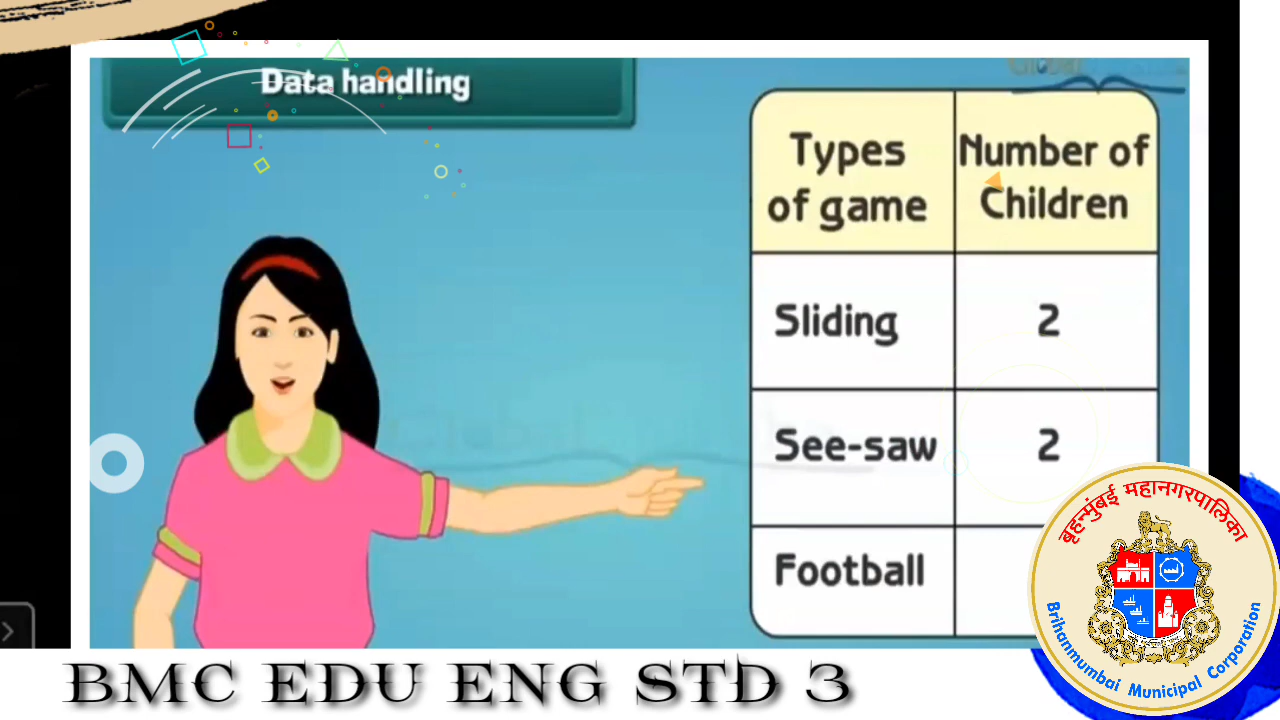 Data handling
Types
of game
Number of
Children
Sliding
2
See-saw
2
Football
बृहन्मुंबई महानगरपालिका
Brihanmumbai Municipal Corporation
BMC EDU ENG STD 3